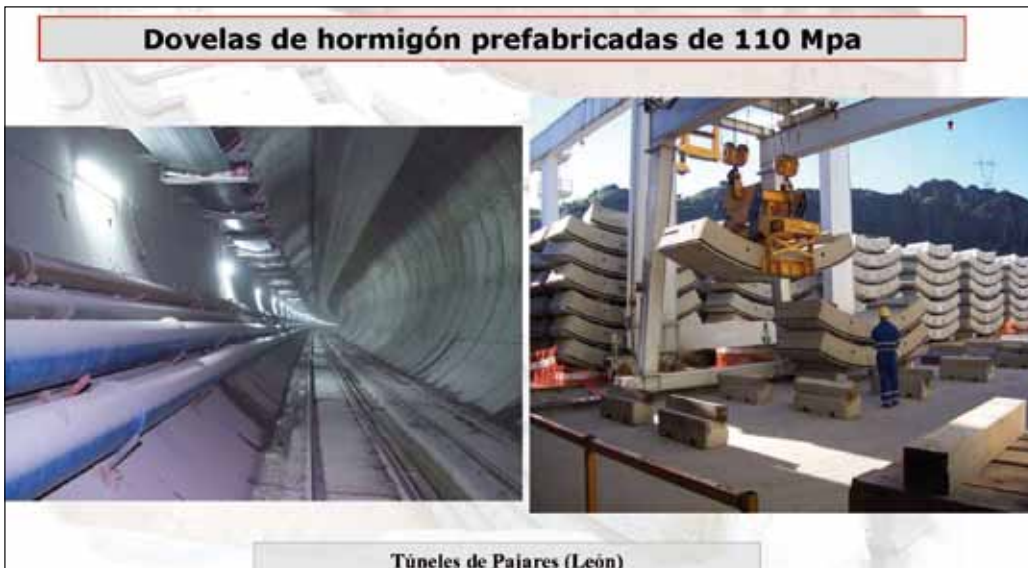 Dovelas de hormigón prefabricadas de 110 Mpa
Túneles de Pajares (León)